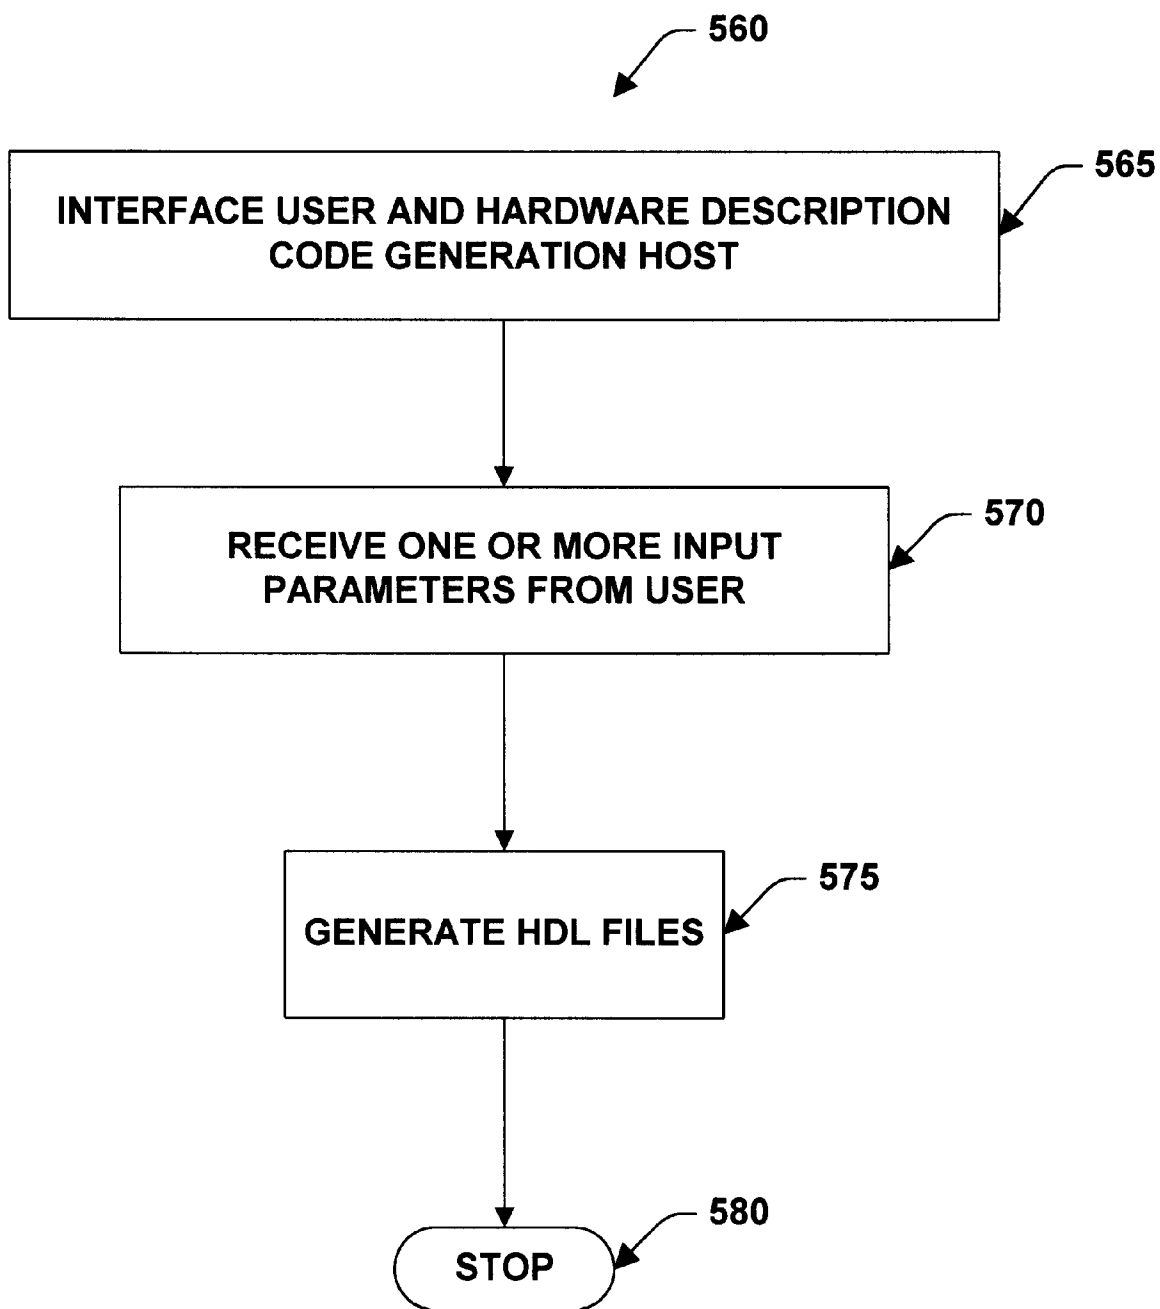 560
565
INTERFACE USER AND HARDWARE DESCRIPTION
CODE GENERATION HOST
570
RECEIVE ONE OR MORE INPUT
PARAMETERS FROM USER
575
GENERATE HDL FILES
580
STOP